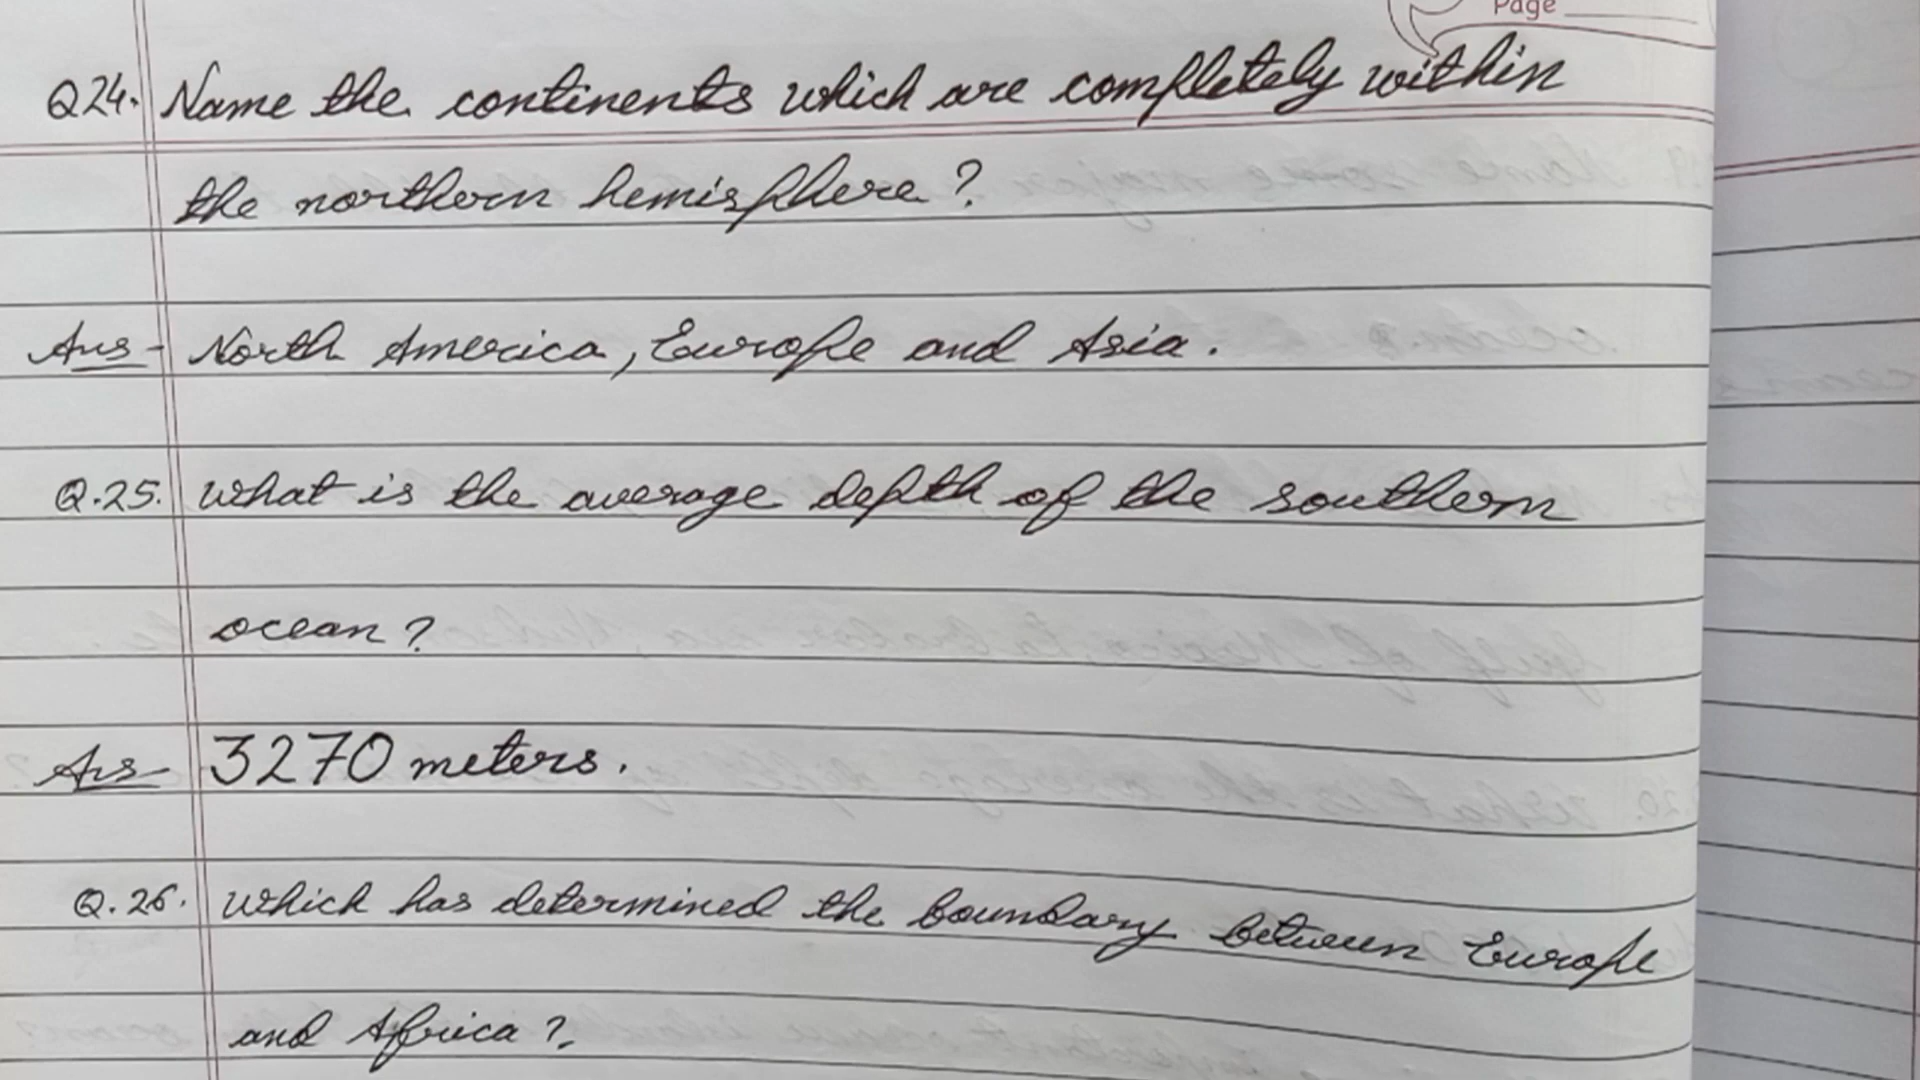 Page
Q24. Name the continents which are completely within
the northern hemisphere ?
Ans - North America, Europe and Asia.
Q.25. What is the average depth of the southern
ocean ?
Ans - 3270 meters.
Q.26. Which has determined the boundary between Europe
and Africa ?